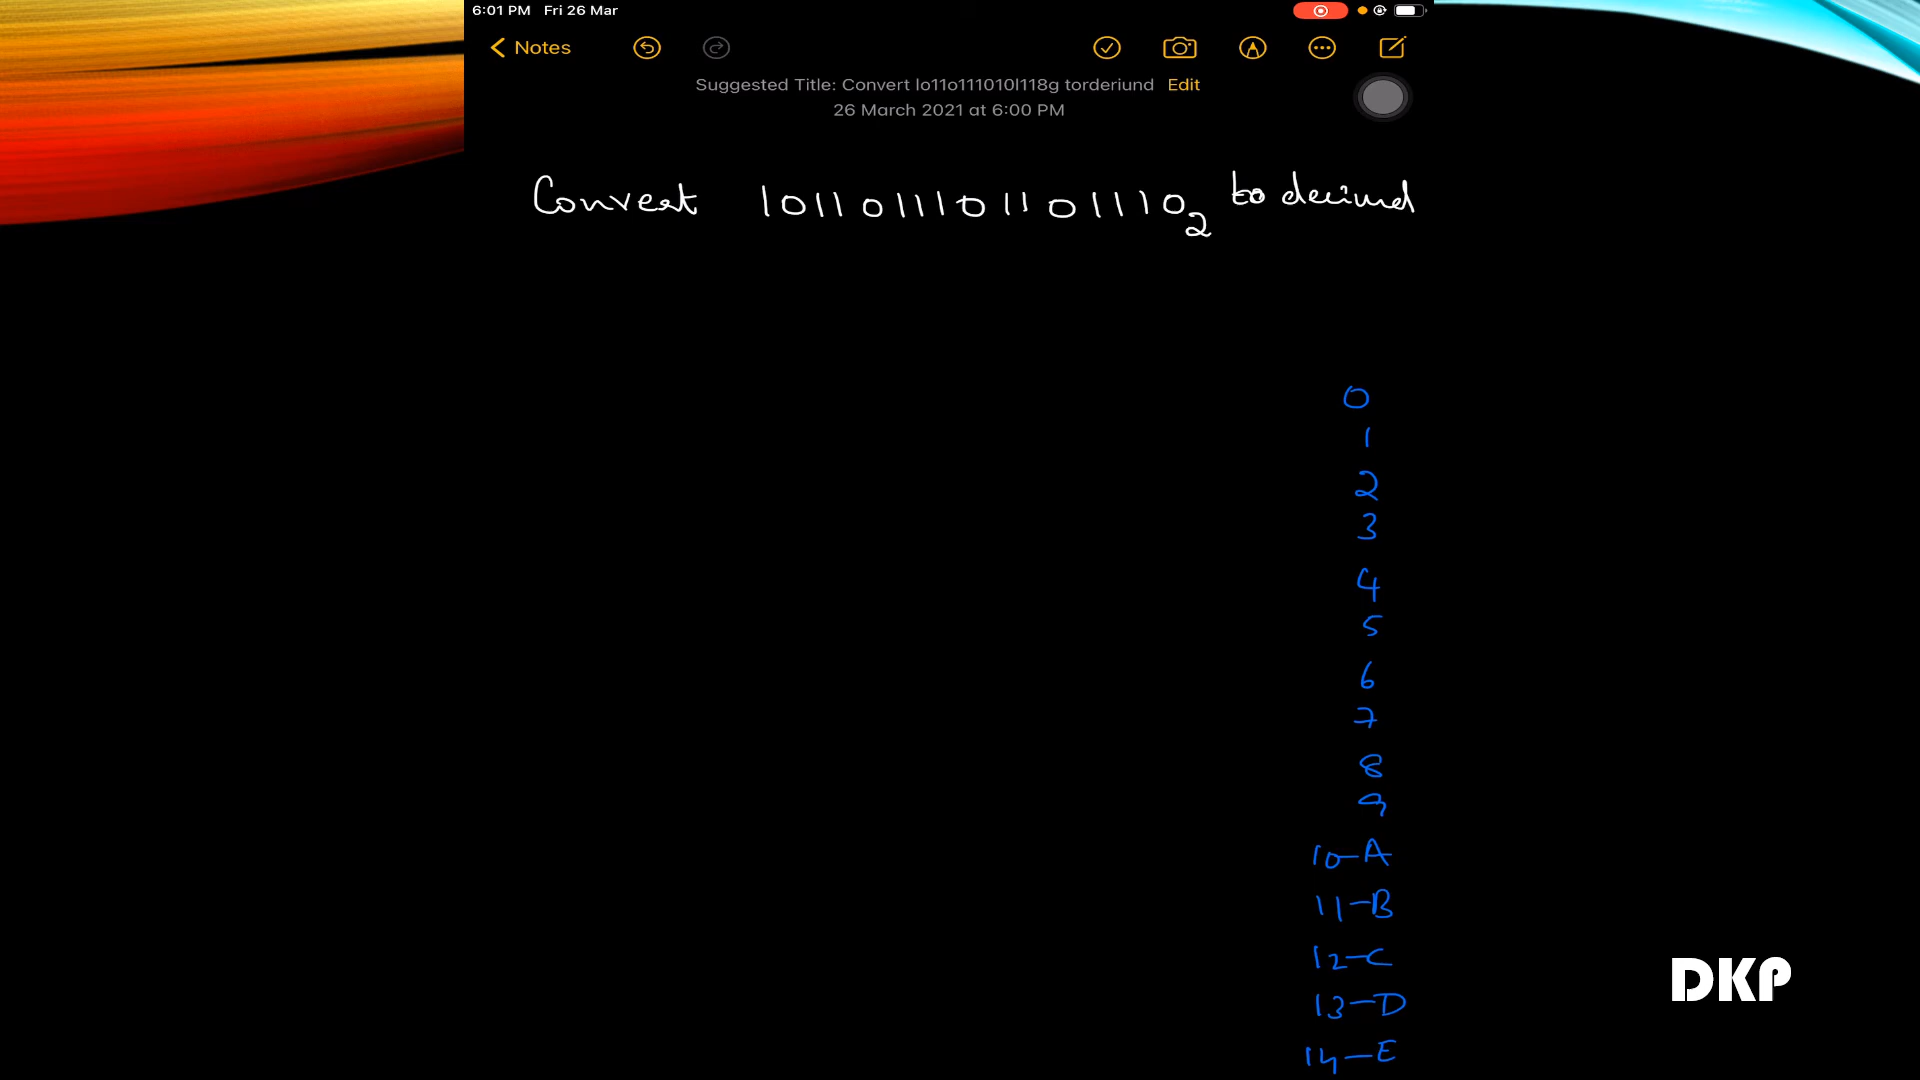 6:01 PM Fri 26 Mar
Notes
Suggested Title: Convert lo11o111010l118g torderiund Edit
26 March 2021 at 6:00 PM
Convert 1011011101101110₂ to decimal
0
1
2
3
4
5
6
7
8
9
10-A
11-B
12-C
13-D
14-E
DKP